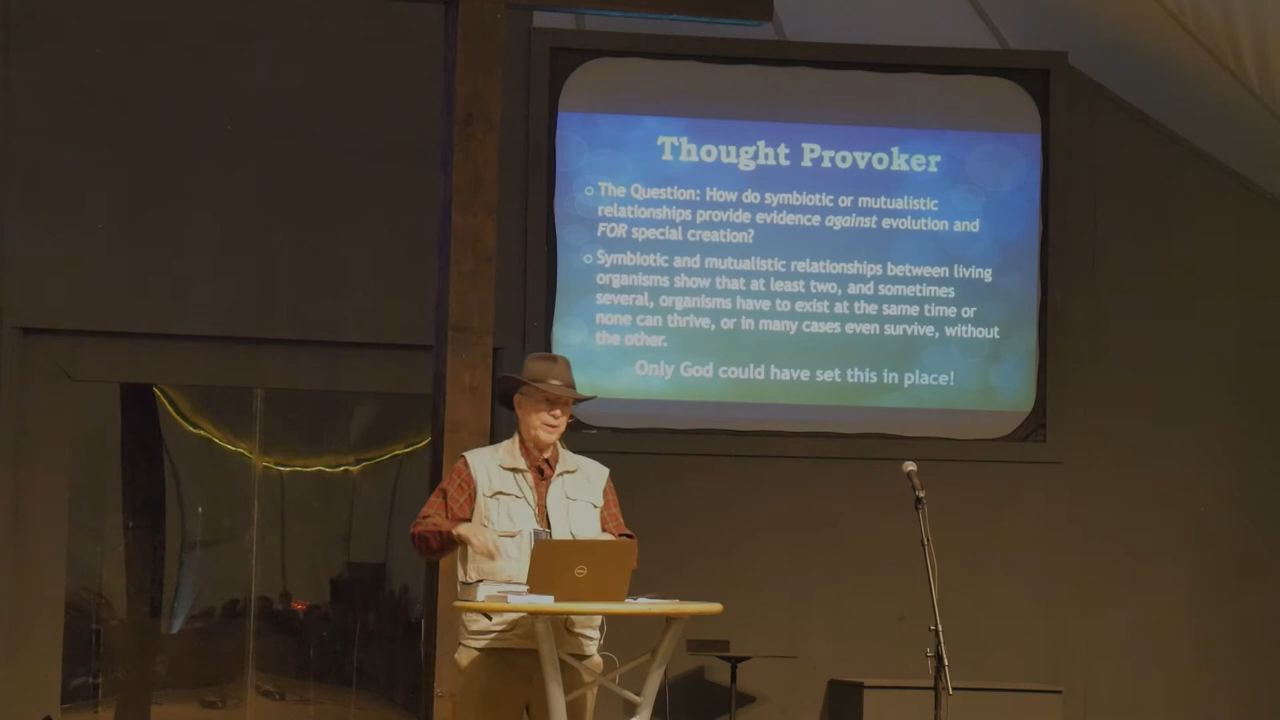 Thought Provoker
The Question: How do symbiotic or mutualistic
relationships provide evidence against evolution and
FOR special creation?
Symbiotic and mutualistic relationships between living
organisms show that at least two, and sometimes
several, organisms have to exist at the same time or
none can thrive, or in many cases even survive, without
the other.
Only God could have set this in place!
DELL